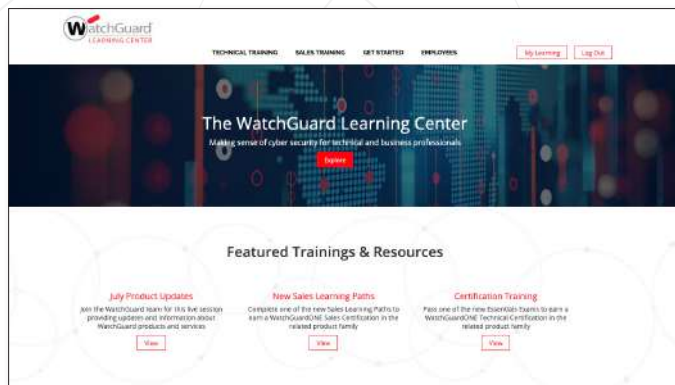 WatchGuard
LEARNING CENTER
TECHNICAL TRAINING SALES TRAINING GET STARTED EMPLOYEES My Learning Log Out
The WatchGuard Learning Center
Making sense of cyber security for technical and business professionals
Explore
Featured Trainings & Resources
July Product Updates
Join the WatchGuard team for this live session
providing updates and information about
WatchGuard products and services
View
New Sales Learning Paths
Complete one of the new Sales Learning Paths to
earn a WatchGuardONE Sales Certification in the
related product family
View
Certification Training
Pass one of the new Essentials Exams to earn a
WatchGuardONE Technical Certification in the
related product family
View